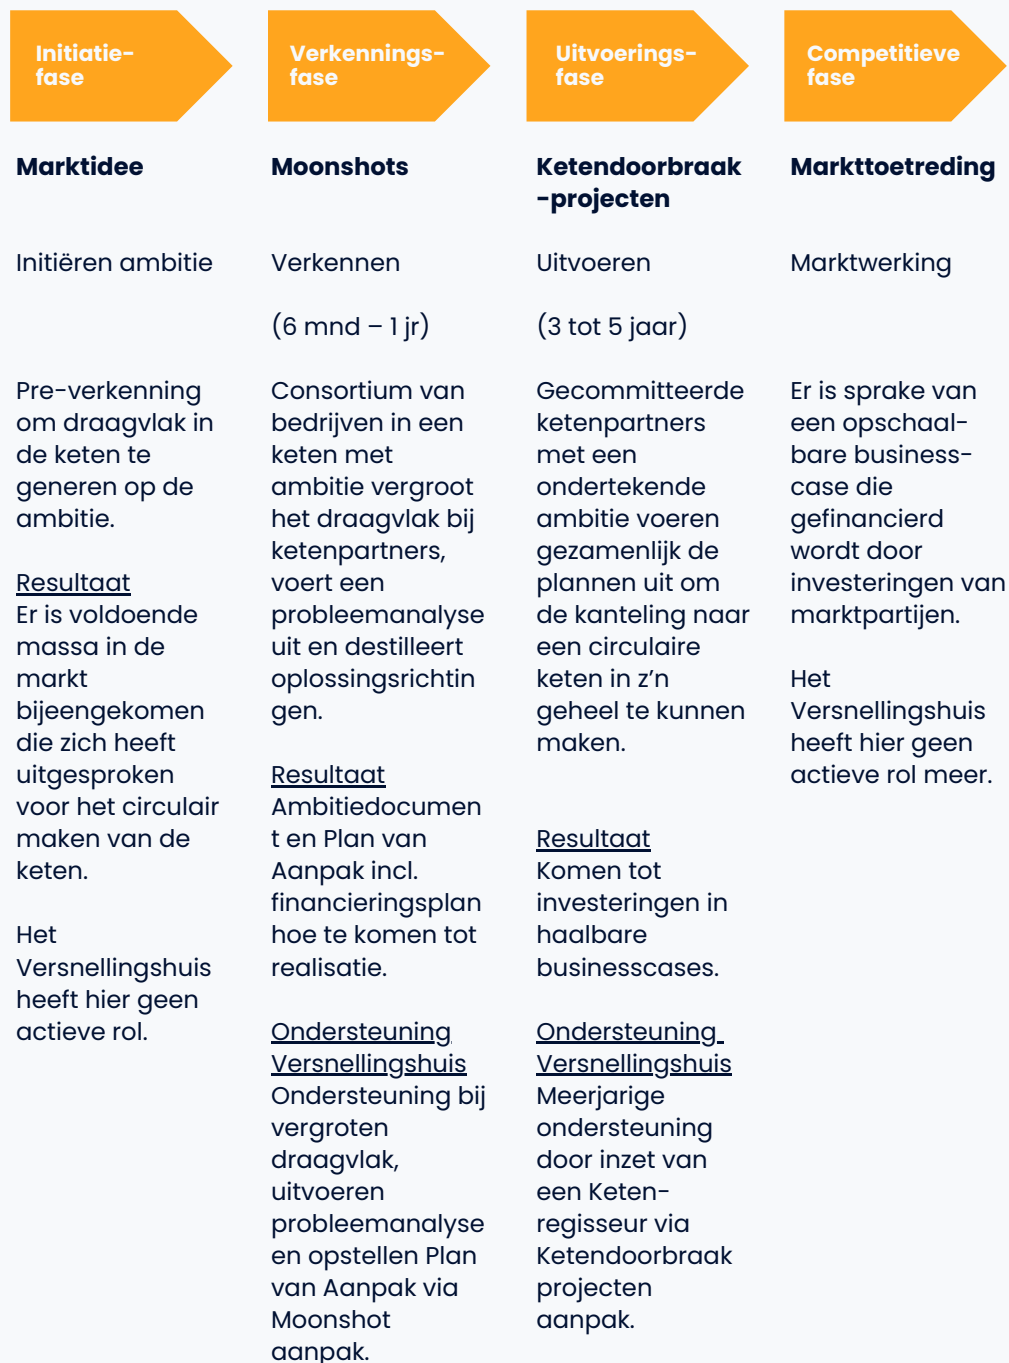 Initiatie-
fase
Verkennings-
fase
Uitvoerings-
fase
Competitieve
fase
Marktidee
Initiëren ambitie
Pre-verkenning
om draagvlak in
de keten te
generen op de
ambitie.
Resultaat
Er is voldoende
massa in de
markt
bijeengekomen
die zich heeft
uitgesproken
voor het circulair
maken van de
keten.
Het
Versnellingshuis
heeft hier geen
actieve rol.
Moonshots
Verkennen
(6 mnd – 1 jr)
Consortium van
bedrijven in een
keten met
ambitie vergroot
het draagvlak bij
ketenpartners,
voert een
probleemanalyse
uit en destilleert
oplossingsrichtin
gen.
Resultaat
Ambitiedocumen
t en Plan van
Aanpak incl.
financieringsplan
hoe te komen tot
realisatie.
Ondersteuning
Versnellingshuis
Ondersteuning bij
vergroten
draagvlak,
uitvoeren
probleemanalyse
en opstellen Plan
van Aanpak via
Moonshot
aanpak.
Ketendoorbraak
-projecten
Uitvoeren
(3 tot 5 jaar)
Gecommitteerde
ketenpartners
met een
ondertekende
ambitie voeren
gezamenlijk de
plannen uit om
de kanteling naar
een circulaire
keten in z’n
geheel te kunnen
maken.
Resultaat
Komen tot
investeringen in
haalbare
businesscases.
Ondersteuning
Versnellingshuis
Meerjarige
ondersteuning
door inzet van
een Keten-
regisseur via
Ketendoorbraak
projecten
aanpak.
Markttoetreding
Marktwerking
Er is sprake van
een opschaal-
bare business-
case die
gefinancierd
wordt door
investeringen van
marktpartijen.
Het
Versnellingshuis
heeft hier geen
actieve rol meer.